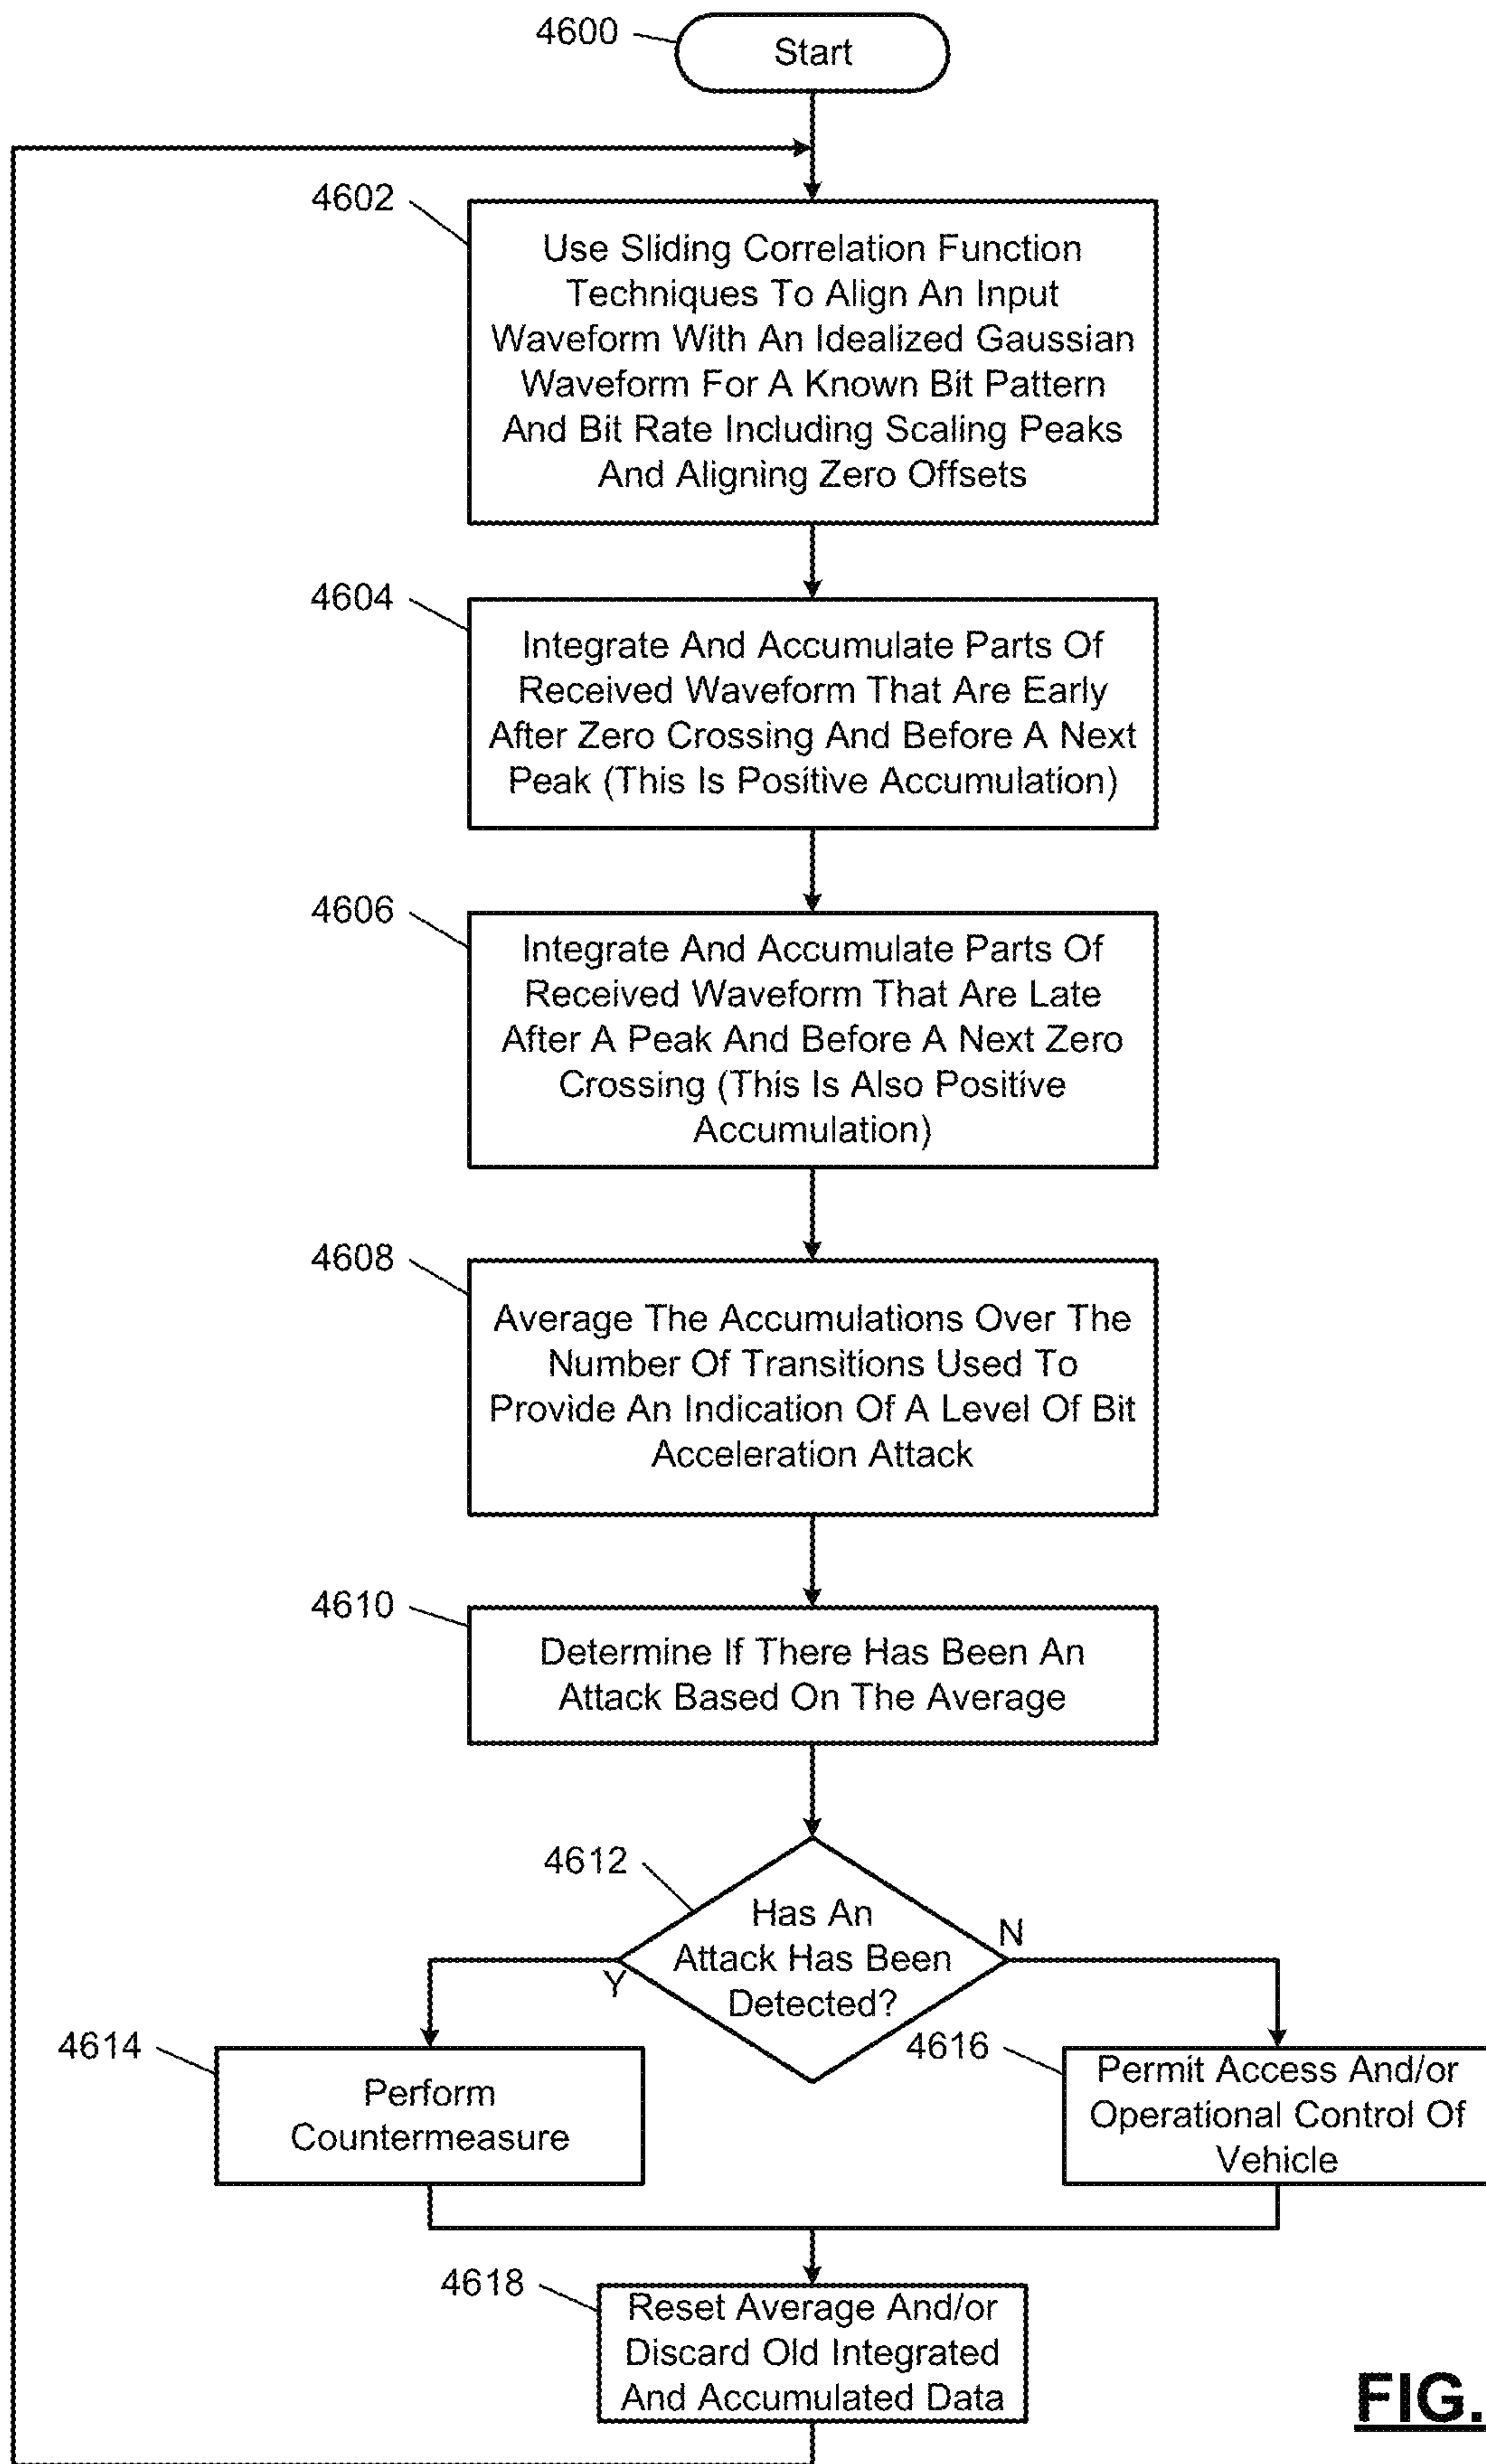 4600
Start
4602
Use Sliding Correlation Function
Techniques To Align An Input
Waveform With An Idealized Gaussian
Waveform For A Known Bit Pattern
And Bit Rate Including Scaling Peaks
And Aligning Zero Offsets
4604
Integrate And Accumulate Parts Of
Received Waveform That Are Early
After Zero Crossing And Before A Next
Peak (This Is Positive Accumulation)
4606
Integrate And Accumulate Parts Of
Received Waveform That Are Late
After A Peak And Before A Next Zero
Crossing (This Is Also Positive
Accumulation)
4608
Average The Accumulations Over The
Number Of Transitions Used To
Provide An Indication Of A Level Of Bit
Acceleration Attack
4610
Determine If There Has Been An
Attack Based On The Average
4612
Has An
Attack Has Been
Detected?
Y
N
4614
Perform
Countermeasure
4616
Permit Access And/or
Operational Control Of
Vehicle
4618
Reset Average And/or
Discard Old Integrated
And Accumulated Data
FIG.